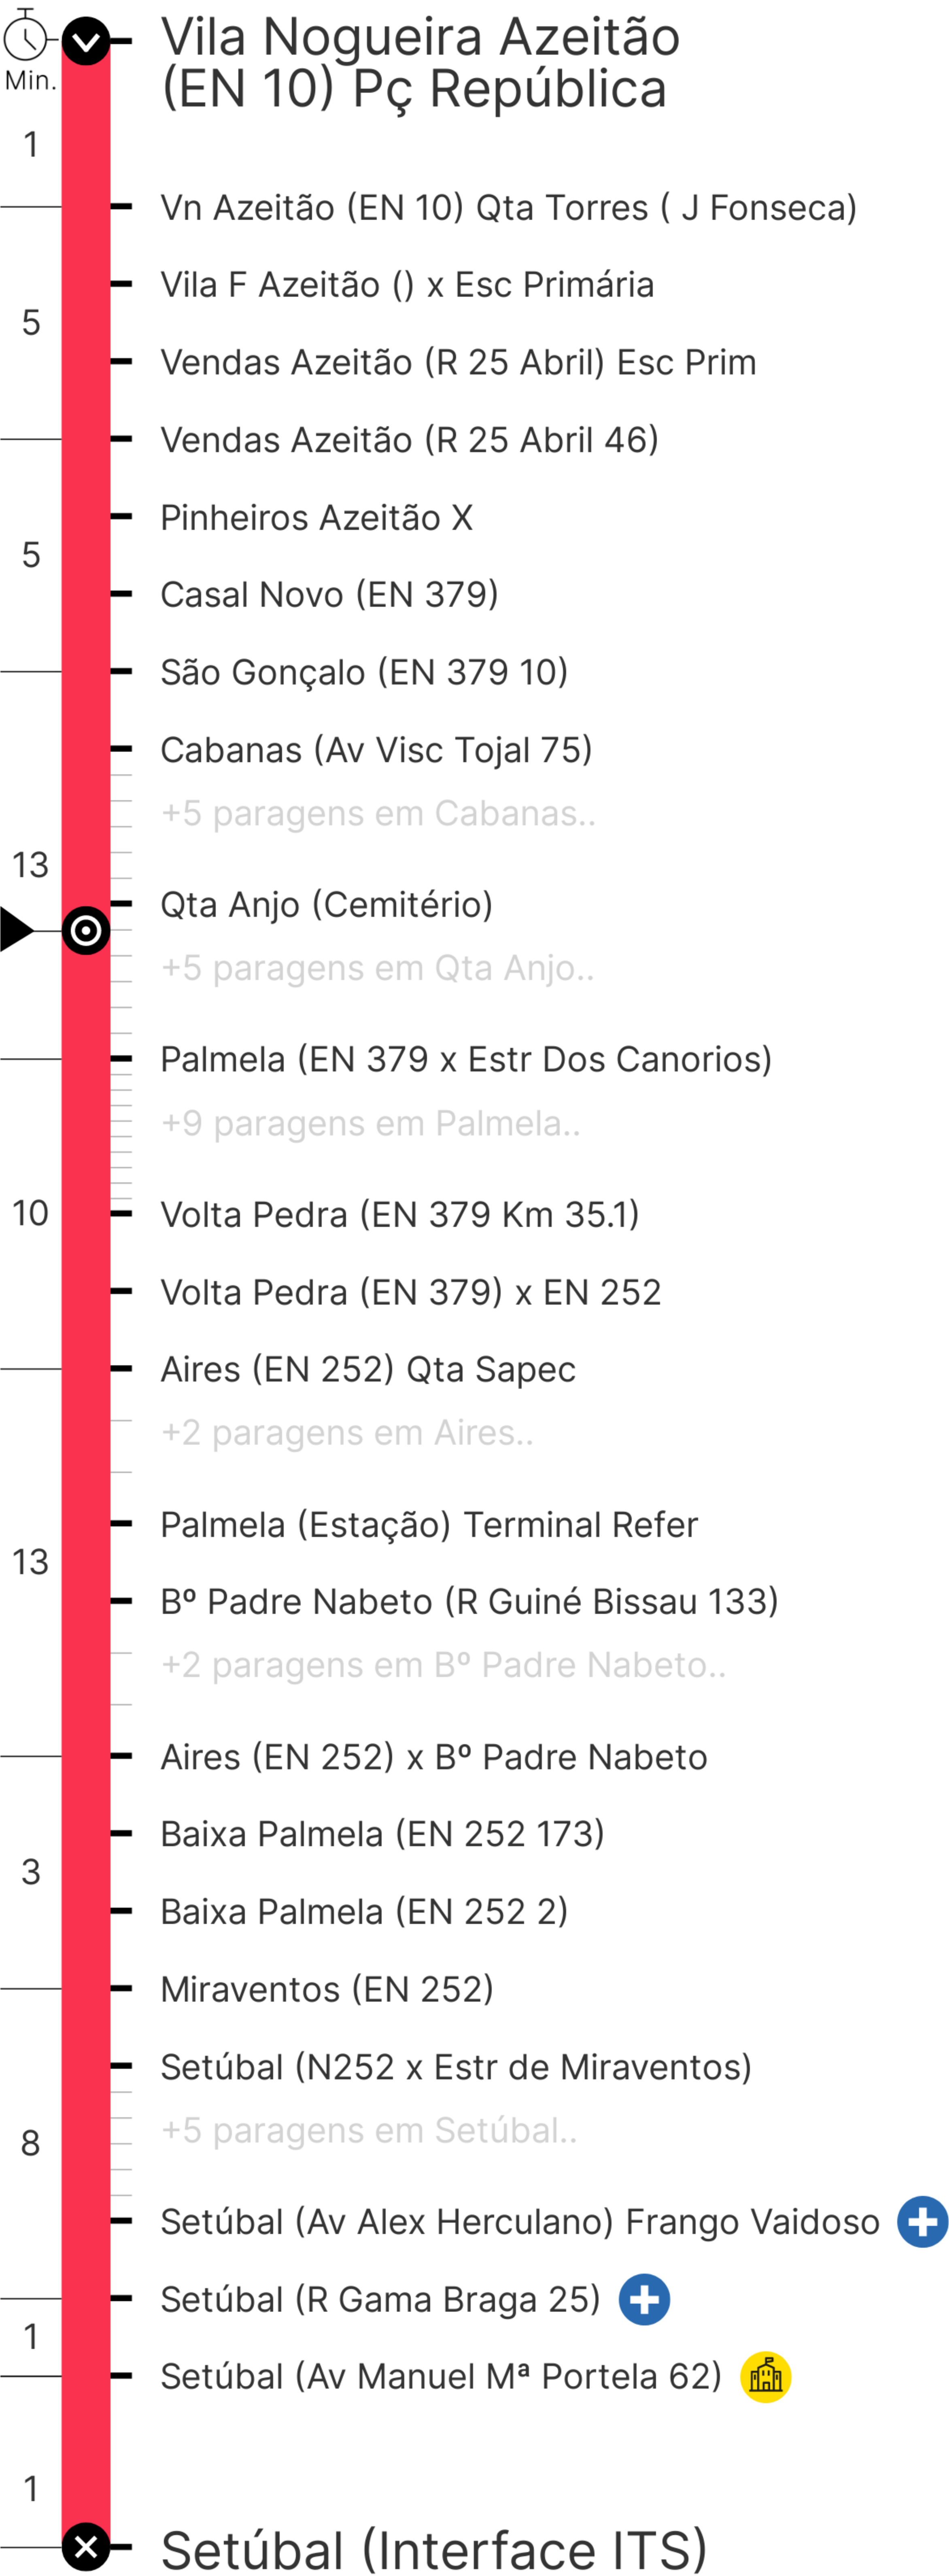 Vila Nogueira Azeitão
(EN 10) Pç República
Min.
1
Vn Azeitão (EN 10) Qta Torres ( J Fonseca)
Vila F Azeitão () x Esc Primária
5
Vendas Azeitão (R 25 Abril) Esc Prim
Vendas Azeitão (R 25 Abril 46)
Pinheiros Azeitão X
5
Casal Novo (EN 379)
São Gonçalo (EN 379 10)
Cabanas (Av Visc Tojal 75)
+5 paragens em Cabanas..
13
Qta Anjo (Cemitério)
+5 paragens em Qta Anjo..
Palmela (EN 379 x Estr Dos Canorios)
+9 paragens em Palmela..
10
Volta Pedra (EN 379 Km 35.1)
Volta Pedra (EN 379) x EN 252
Aires (EN 252) Qta Sapec
+2 paragens em Aires..
Palmela (Estação) Terminal Refer
13
Bº Padre Nabeto (R Guiné Bissau 133)
+2 paragens em Bº Padre Nabeto..
Aires (EN 252) x Bº Padre Nabeto
Baixa Palmela (EN 252 173)
3
Baixa Palmela (EN 252 2)
Miraventos (EN 252)
Setúbal (N252 x Estr de Miraventos)
+5 paragens em Setúbal..
8
Setúbal (Av Alex Herculano) Frango Vaidoso
Setúbal (R Gama Braga 25)
1
Setúbal (Av Manuel Mª Portela 62)
1
Setúbal (Interface ITS)